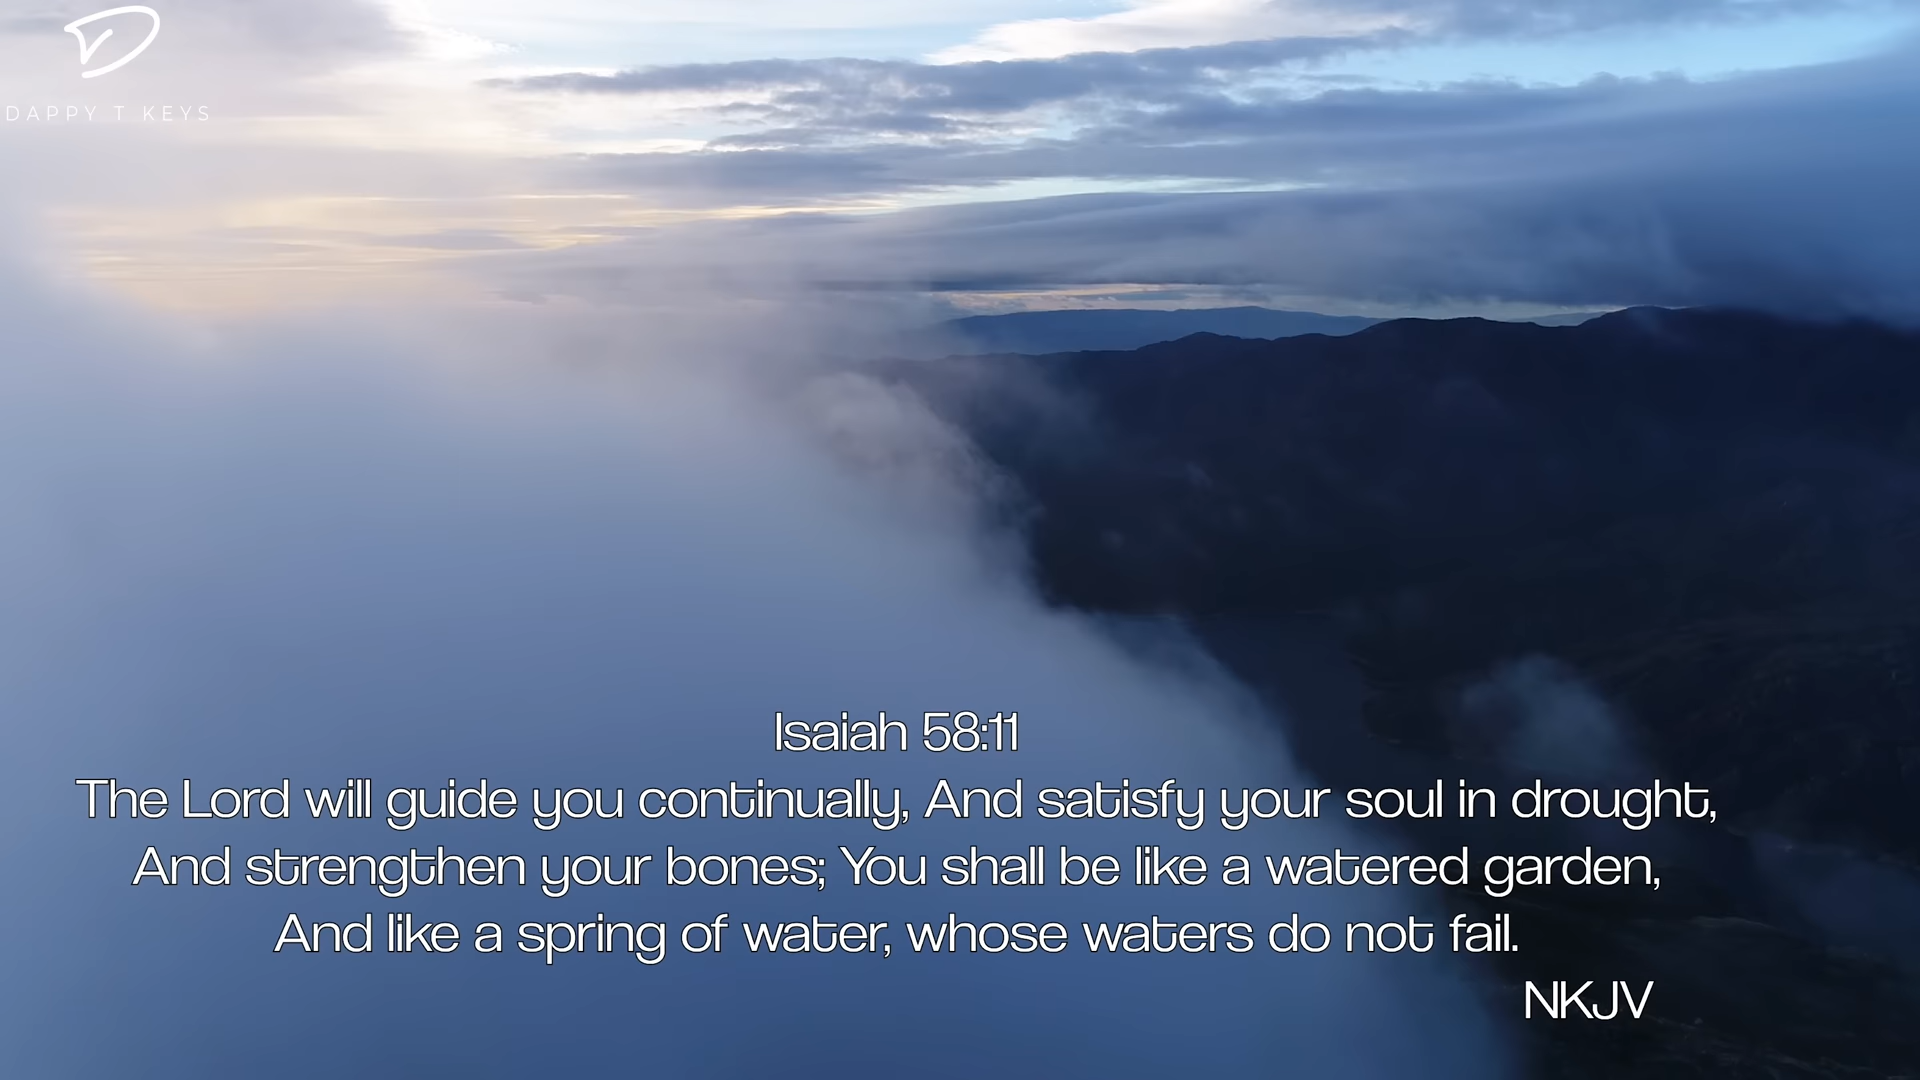 DAPPY T KEYS
Isaiah 58:11
The Lord will guide you continually, And satisfy your soul in drought,
And strengthen your bones; You shall be like a watered garden,
And like a spring of water, whose waters do not fail.
NKJV